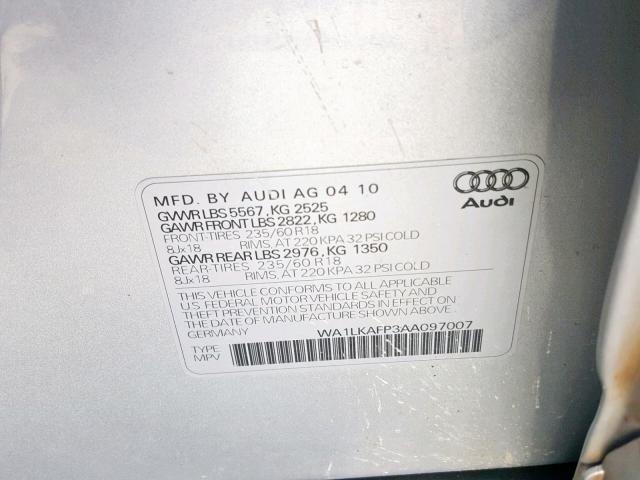 MFD. BY AUDI AG 04 10
GVWR LBS 5567, KG 2525
GAWR FRONT LBS 2822, KG 1280
FRONT-TIRES 235/60 R18
8Jx18 RIMS, AT 220 KPA 32 PSI COLD
GAWR REAR LBS 2976, KG 1350
REAR-TIRES 235/60 R18
8Jx18 RIMS, AT 220 KPA 32 PSI COLD
THIS VEHICLE CONFORMS TO ALL APPLICABLE
U.S FEDERAL MOTOR VEHICLE SAFETY AND
THEFT PREVENTION STANDARDS IN EFFECT ON
THE DATE OF MANUFACTURE SHOWN ABOVE.
GERMANY WA1LKAFP3AA097007
TYPE
MPV
Audi